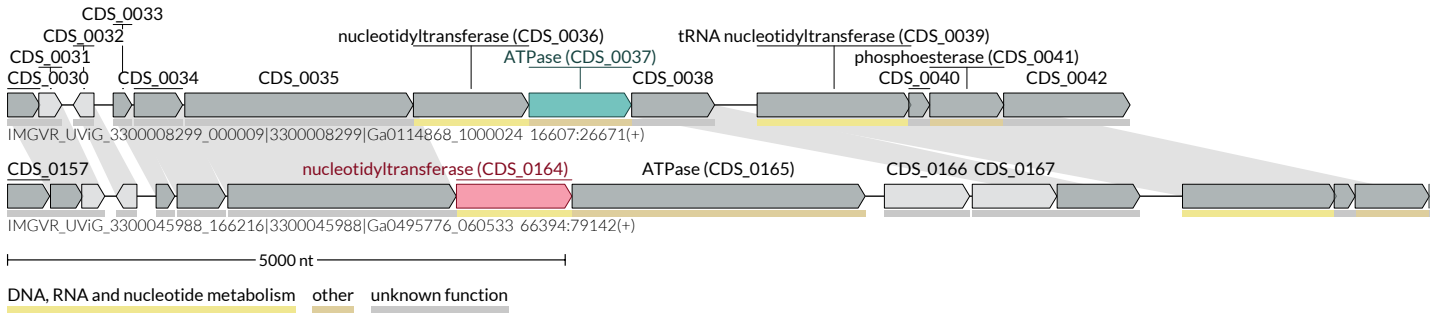 CDS_0033
CDS_0032 nucleotidyltransferase (CDS_0036) tRNA nucleotidyltransferase (CDS_0039)
CDS_0031 ATPase (CDS_0037) phosphoesterase (CDS_0041)
CDS_0030 CDS_0034 CDS_0035 CDS_0038 CDS_0040 CDS_0042
IMGVR_UViG_3300008299_000009|3300008299|Ga0114868_1000024 16607:26671(+)
CDS_0157 nucleotidyltransferase (CDS_0164) ATPase (CDS_0165) CDS_0166 CDS_0167
IMGVR_UViG_3300045988_166216|3300045988|Ga0495776_060533 66394:79142(+)
5000 nt
DNA, RNA and nucleotide metabolism other unknown function